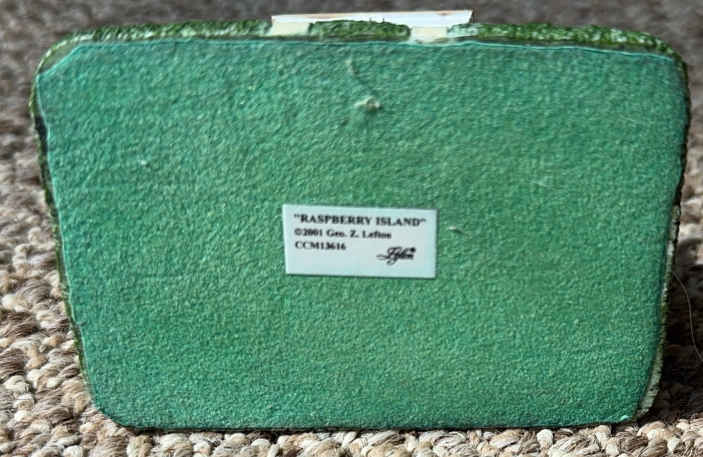 "RASPBERRY ISLAND"
©2001 Geo. Z. Lefton
CCM13616
Lefton